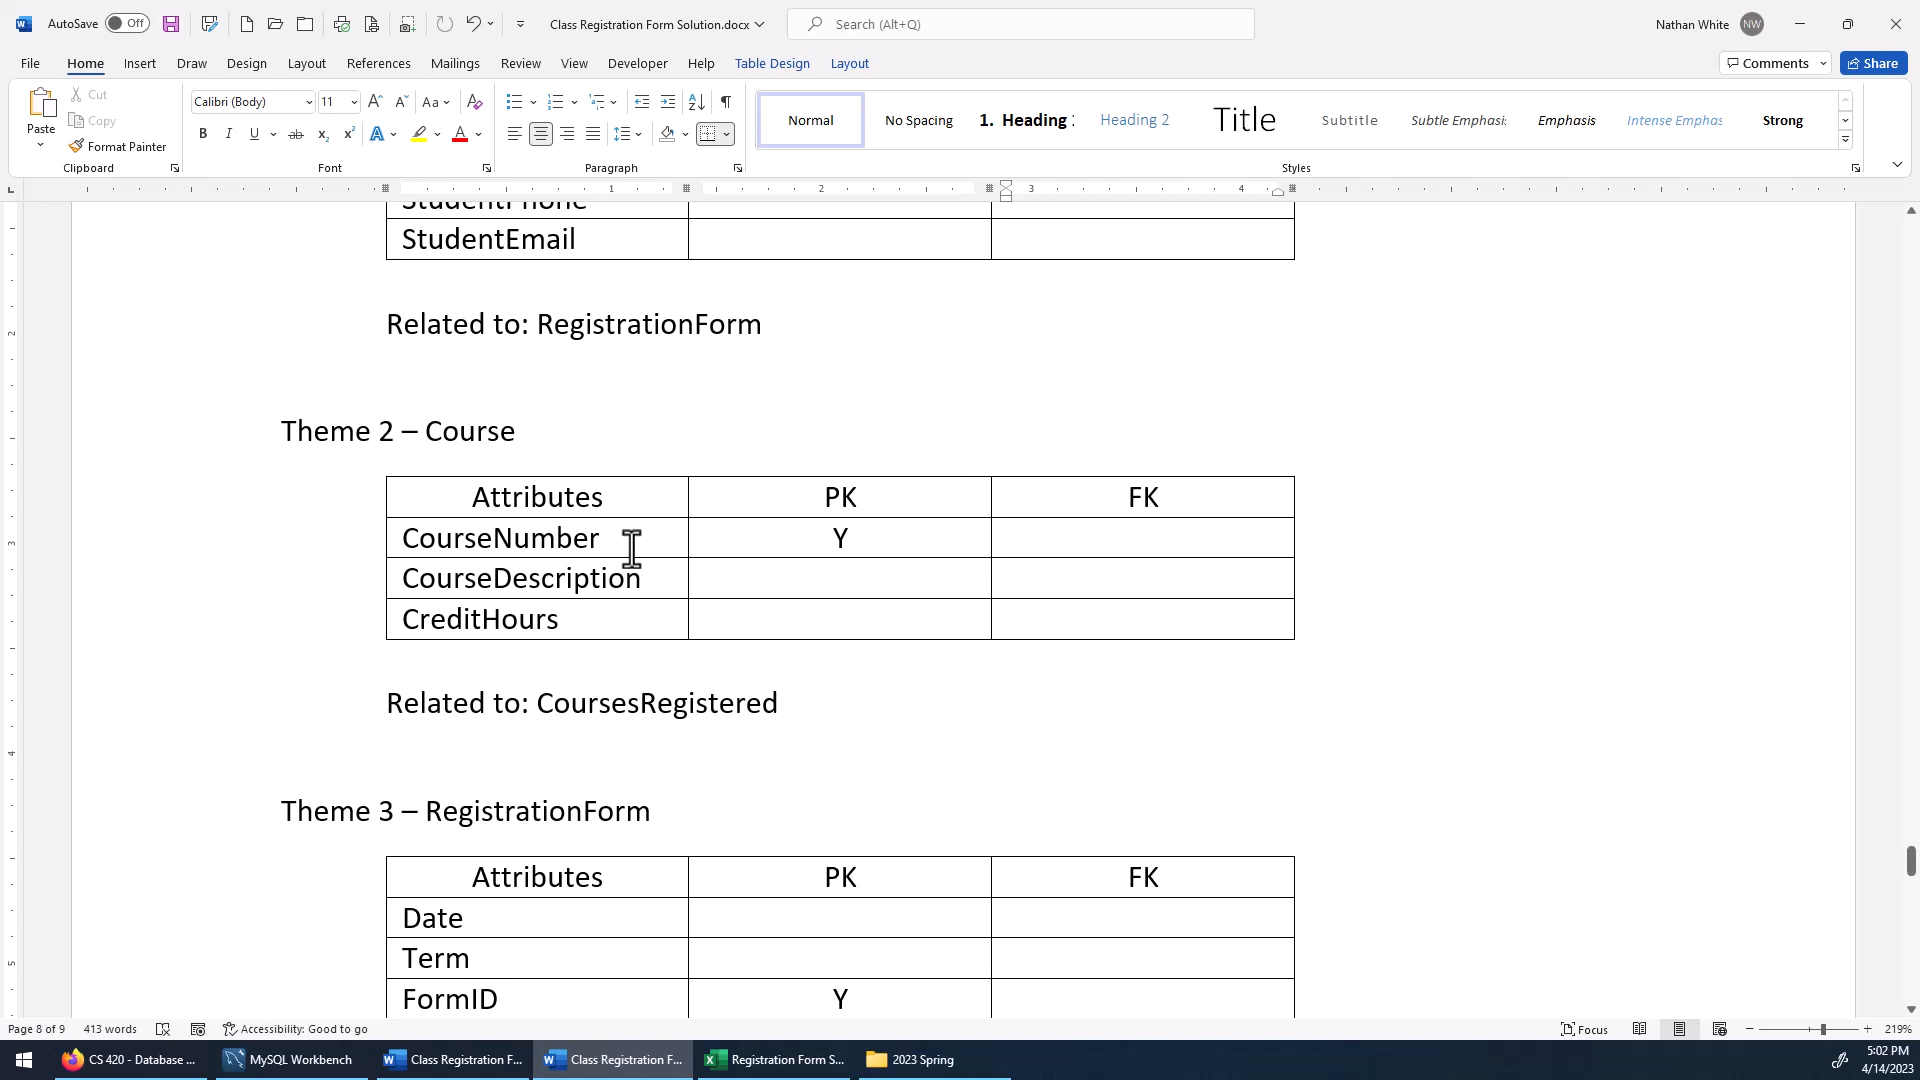 AutoSave Off Class Registration Form Solution.docx Search (Alt+Q) Nathan White NW
File Home Insert Draw Design Layout References Mailings Review View Developer Help Table Design Layout Comments Share
Paste Cut Copy Format Painter
Calibri (Body) 11
Normal No Spacing 1. Heading Heading 2 Title Subtitle Subtle Emphasis Emphasis Intense Emphas Strong
Clipboard Font Paragraph Styles
1 2 3 4
StudentPhone
StudentEmail
Related to: RegistrationForm
Theme 2 – Course
Attributes PK FK
CourseNumber Y
CourseDescription
CreditHours
Related to: CoursesRegistered
Theme 3 – RegistrationForm
Attributes PK FK
Date
Term
FormID Y
Page 8 of 9 413 words Accessibility: Good to go Focus 219%
CS 420 - Database ... MySQL Workbench Class Registration F... Class Registration F... Registration Form S... 2023 Spring
5:02 PM
4/14/2023